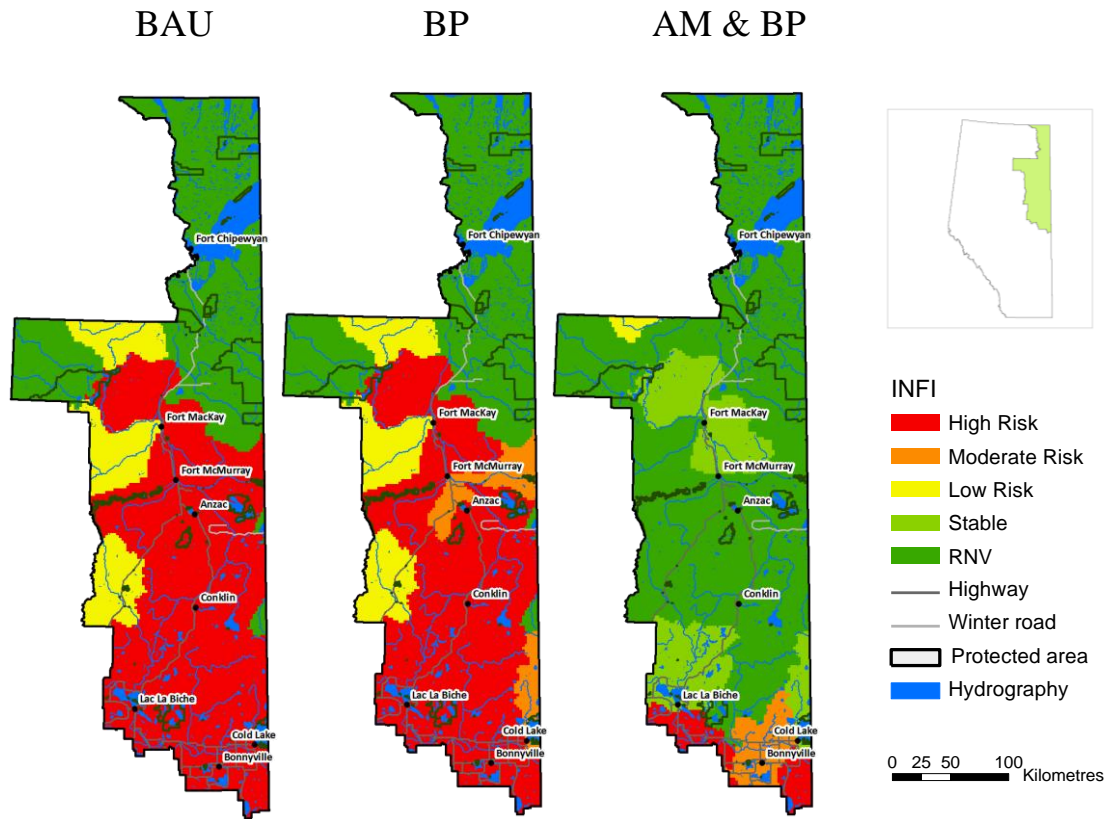 BAU
BP
AM & BP
Fort Chipewyan
Fort MacKay
Fort McMurray
Anzac
Conklin
Lac La Biche
Cold Lake
Bonnyville
Fort Chipewyan
Fort MacKay
Fort McMurray
Anzac
Conklin
Lac La Biche
Cold Lake
Bonnyville
Fort Chipewyan
Fort MacKay
Fort McMurray
Anzac
Conklin
Lac La Biche
Cold Lake
Bonnyville
INFI
High Risk
Moderate Risk
Low Risk
Stable
RNV
Highway
Winter road
Protected area
Hydrography
0 25 50 100
Kilometres